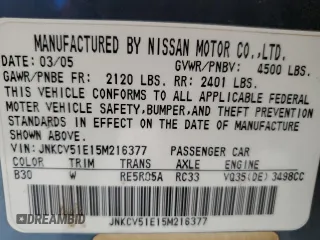 MANUFACTURED BY NISSAN MOTOR CO.,LTD.
DATE: 03/05 GVWR/PNBV: 4500 LBS.
GAWR/PNBE FR: 2120 LBS. RR: 2401 LBS.
THIS VEHICLE CONFORMS TO ALL APPLICABLE FEDERAL
MOTER VEHICLE SAFETY,BUMPER,AND THEFT PREVENTION
STANDARDS IN EFFECT ON THE DATE OF MANUFACTURE
SHOWN ABOVE.
VIN: JNKCV51E15M216377 PASSENGER CAR
COLOR TRIM TRANS AXLE ENGINE
B30 W RE5R05A RC33 VQ35(DE) 3498CC
JNKCV51E15M216377
DREAMBID